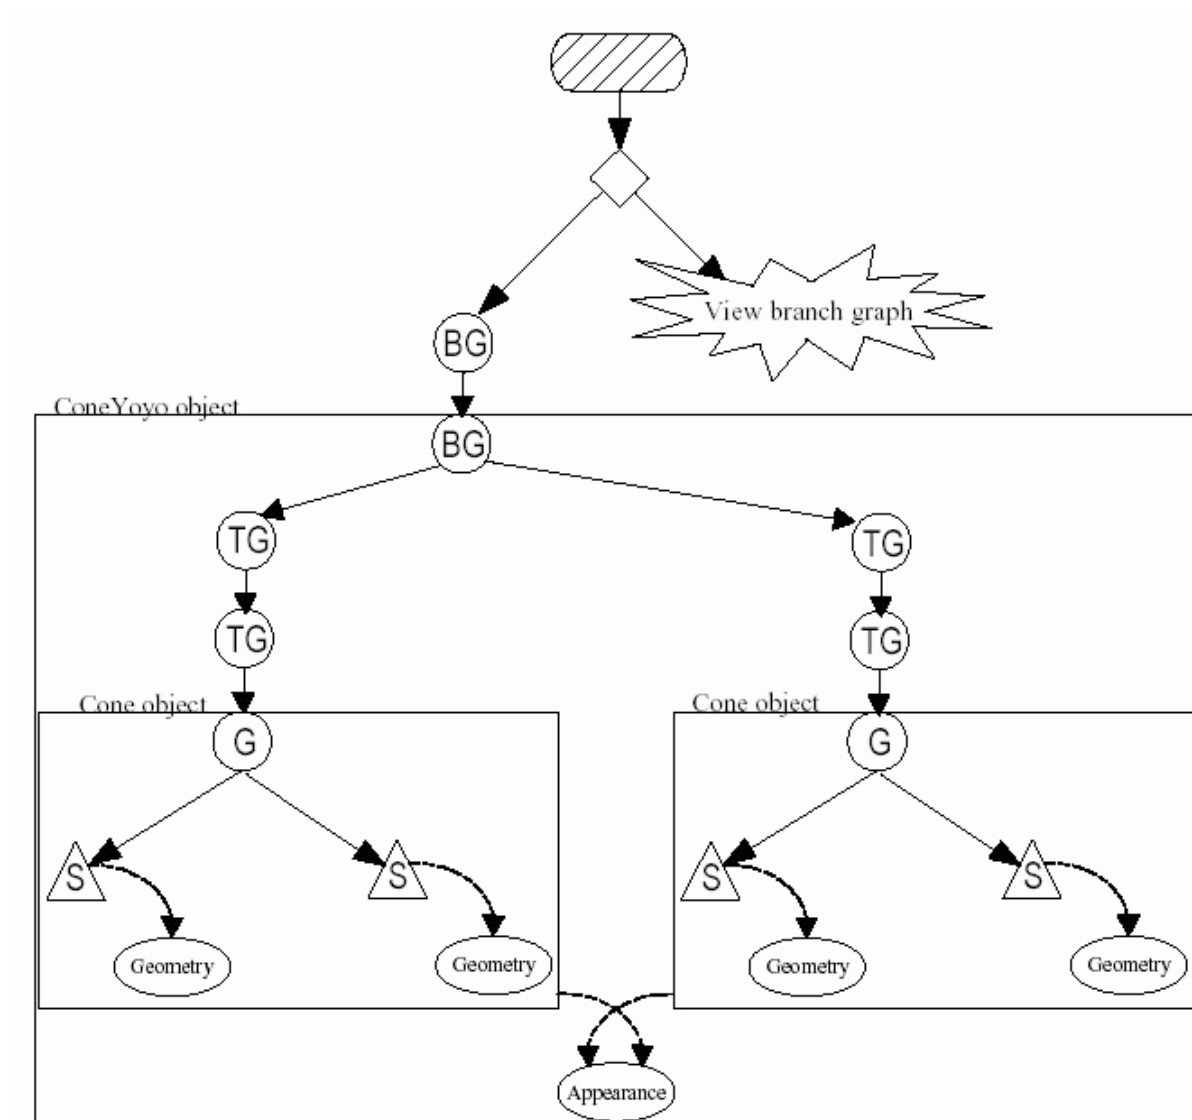 View branch graph
BG
ConeYoyo object
BG
TG
TG
TG
TG
Cone object
Cone object
G
G
S
S
S
S
Geometry
Geometry
Geometry
Geometry
Appearance